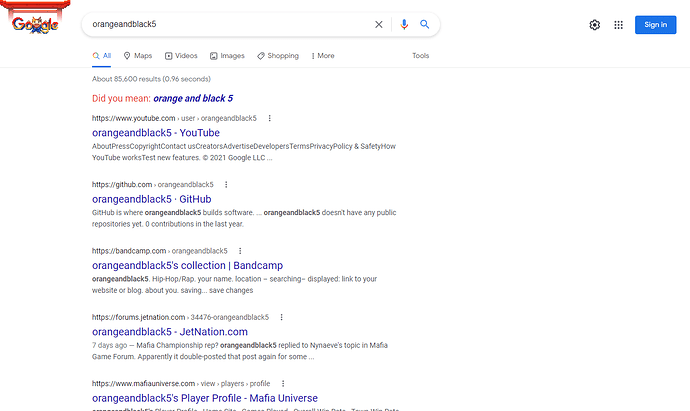 Google
orangeandblack5
Sign in
All
Maps
Videos
Images
Shopping
More
Tools
About 85,600 results (0.96 seconds)
Did you mean: orange and black 5
https://www.youtube.com › user › orangeandblack5
orangeandblack5 - YouTube
AboutPressCopyrightContact usCreatorsAdvertiseDevelopersTermsPrivacyPolicy & SafetyHow
YouTube worksTest new features. © 2021 Google LLC ...
https://github.com › orangeandblack5
orangeandblack5 · GitHub
GitHub is where orangeandblack5 builds software. ... orangeandblack5 doesn't have any public
repositories yet. 0 contributions in the last year.
https://bandcamp.com › orangeandblack5
orangeandblack5's collection | Bandcamp
orangeandblack5. Hip-Hop/Rap. your name. location – searching– displayed: link to your
website or blog. about you. saving... save changes
https://forums.jetnation.com › 34476-orangeandblack5
orangeandblack5 - JetNation.com
7 days ago — Mafia Championship rep? orangeandblack5 replied to Nynaeve's topic in Mafia
Game Forum. Apparently it double-posted that post again for some ...
https://www.mafiauniverse.com › view › players › profile
orangeandblack5's Player Profile - Mafia Universe
orangeandblack5's Player Profile